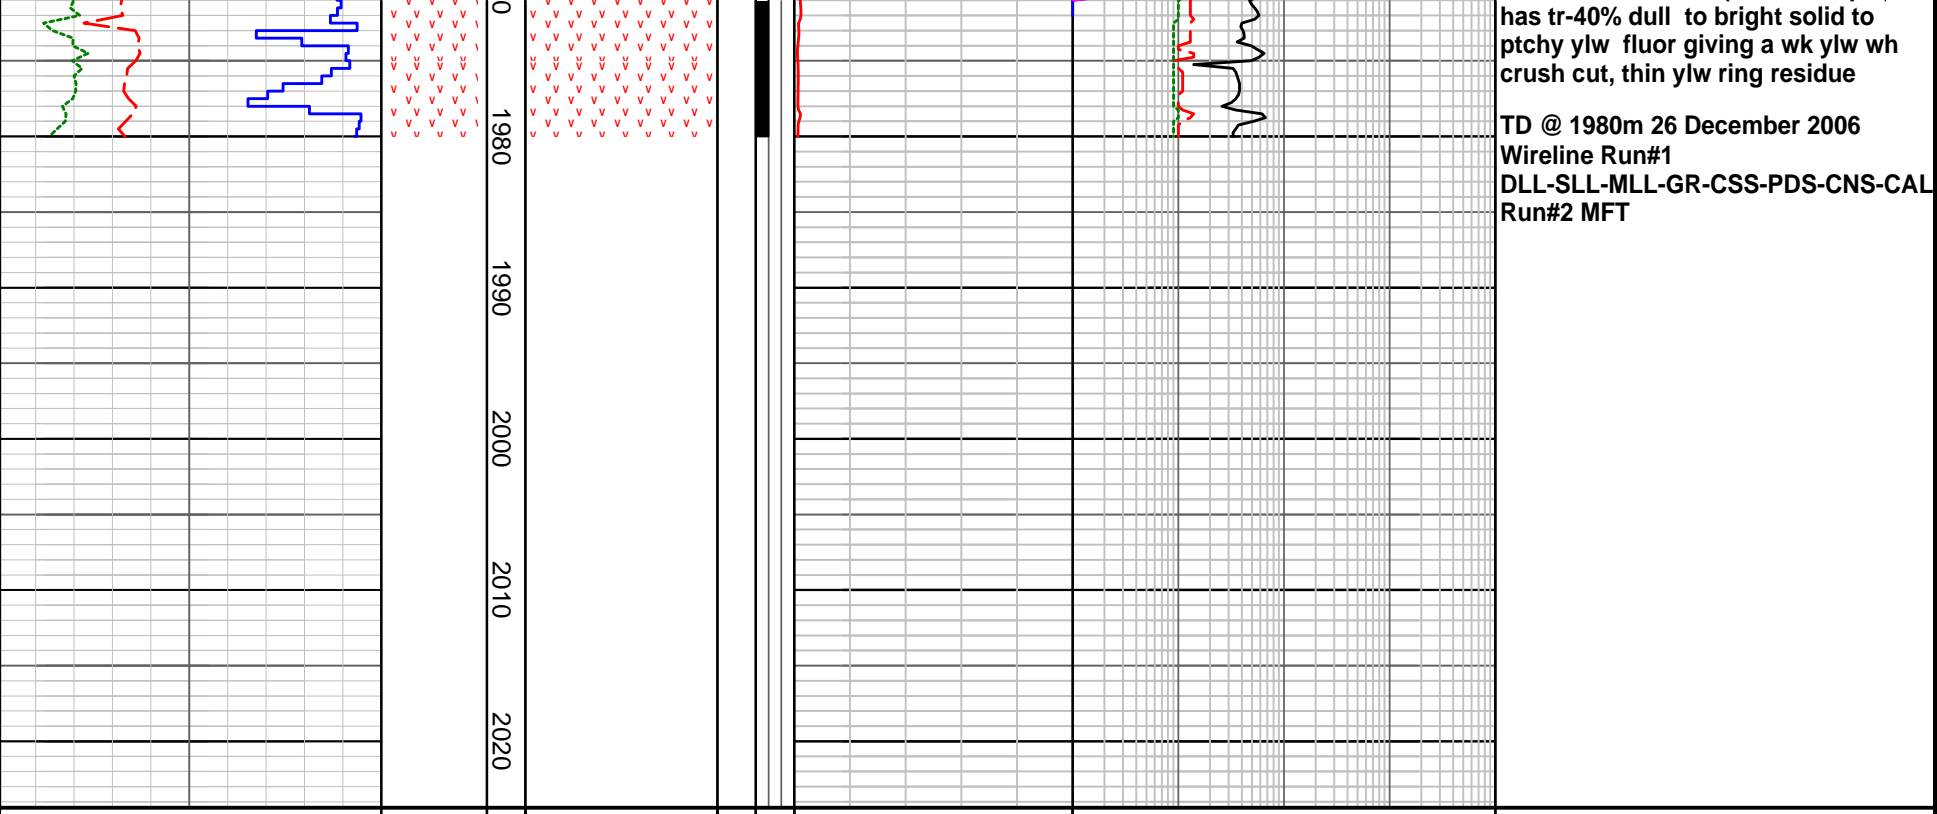 has tr-40% dull to bright solid to
ptchy ylw fluor giving a wk ylw wh
crush cut, thin ylw ring residue
TD @ 1980m 26 December 2006
Wireline Run#1
DLL-SLL-MLL-GR-CSS-PDS-CNS-CAL
Run#2 MFT
1980
1990
2000
2010
2020